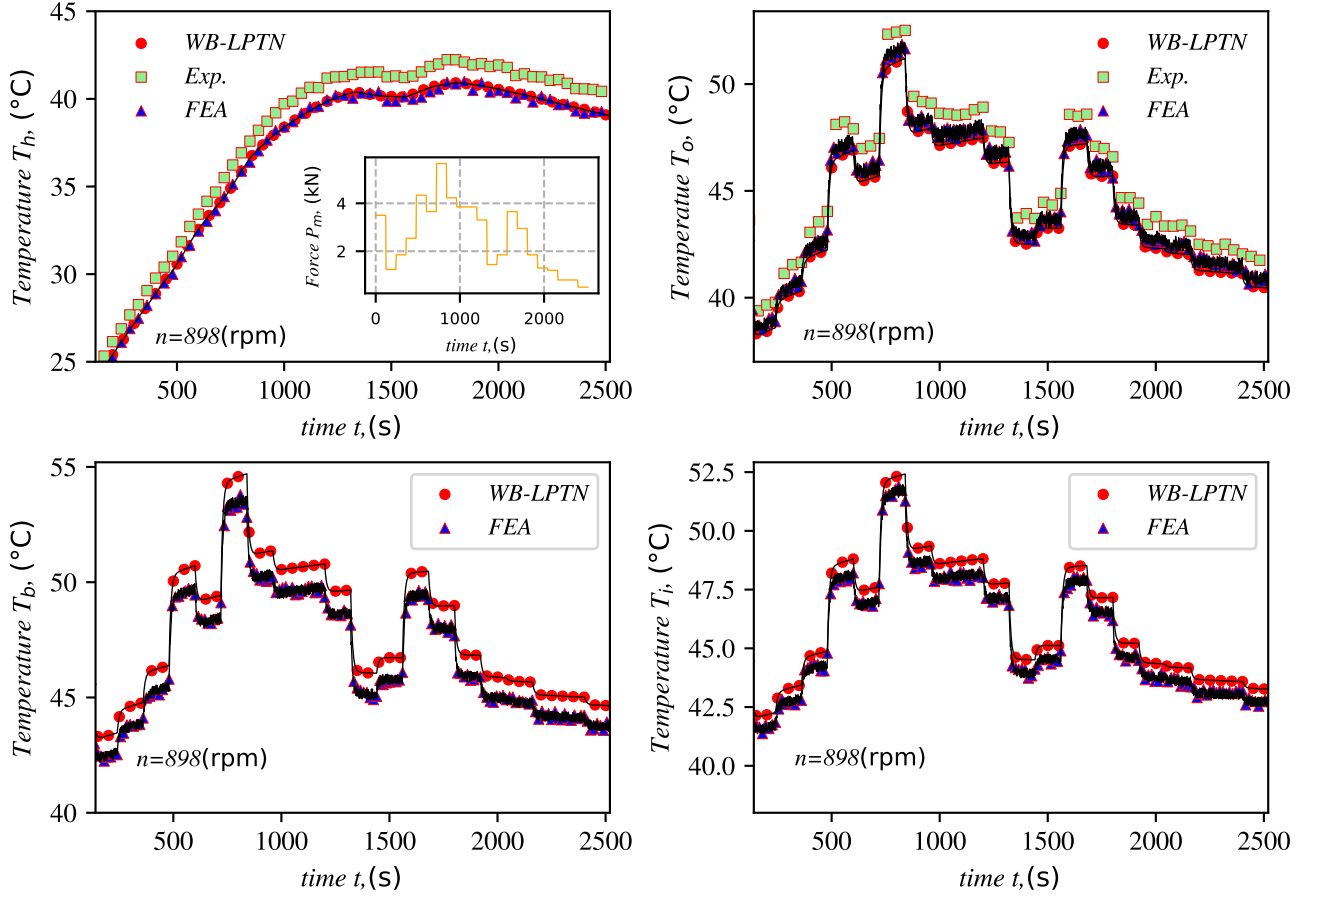 45
40
35
30
25
Temperature T_h, (°C)
WB-LPTN
Exp.
FEA
4
2
Force P_m, (kN)
0
1000
2000
time t,(s)
n=898(rpm)
500
1000
1500
2000
2500
time t,(s)
50
45
40
Temperatue T_o, (°C)
WB-LPTN
Exp.
FEA
n=898(rpm)
500
1000
1500
2000
2500
time t,(s)
55
50
45
40
Temperature T_b, (°C)
WB-LPTN
FEA
n=898(rpm)
500
1000
1500
2000
2500
time t,(s)
52.5
50.0
47.5
45.0
42.5
40.0
Temperature T_i, (°C)
WB-LPTN
FEA
n=898(rpm)
500
1000
1500
2000
2500
time t,(s)